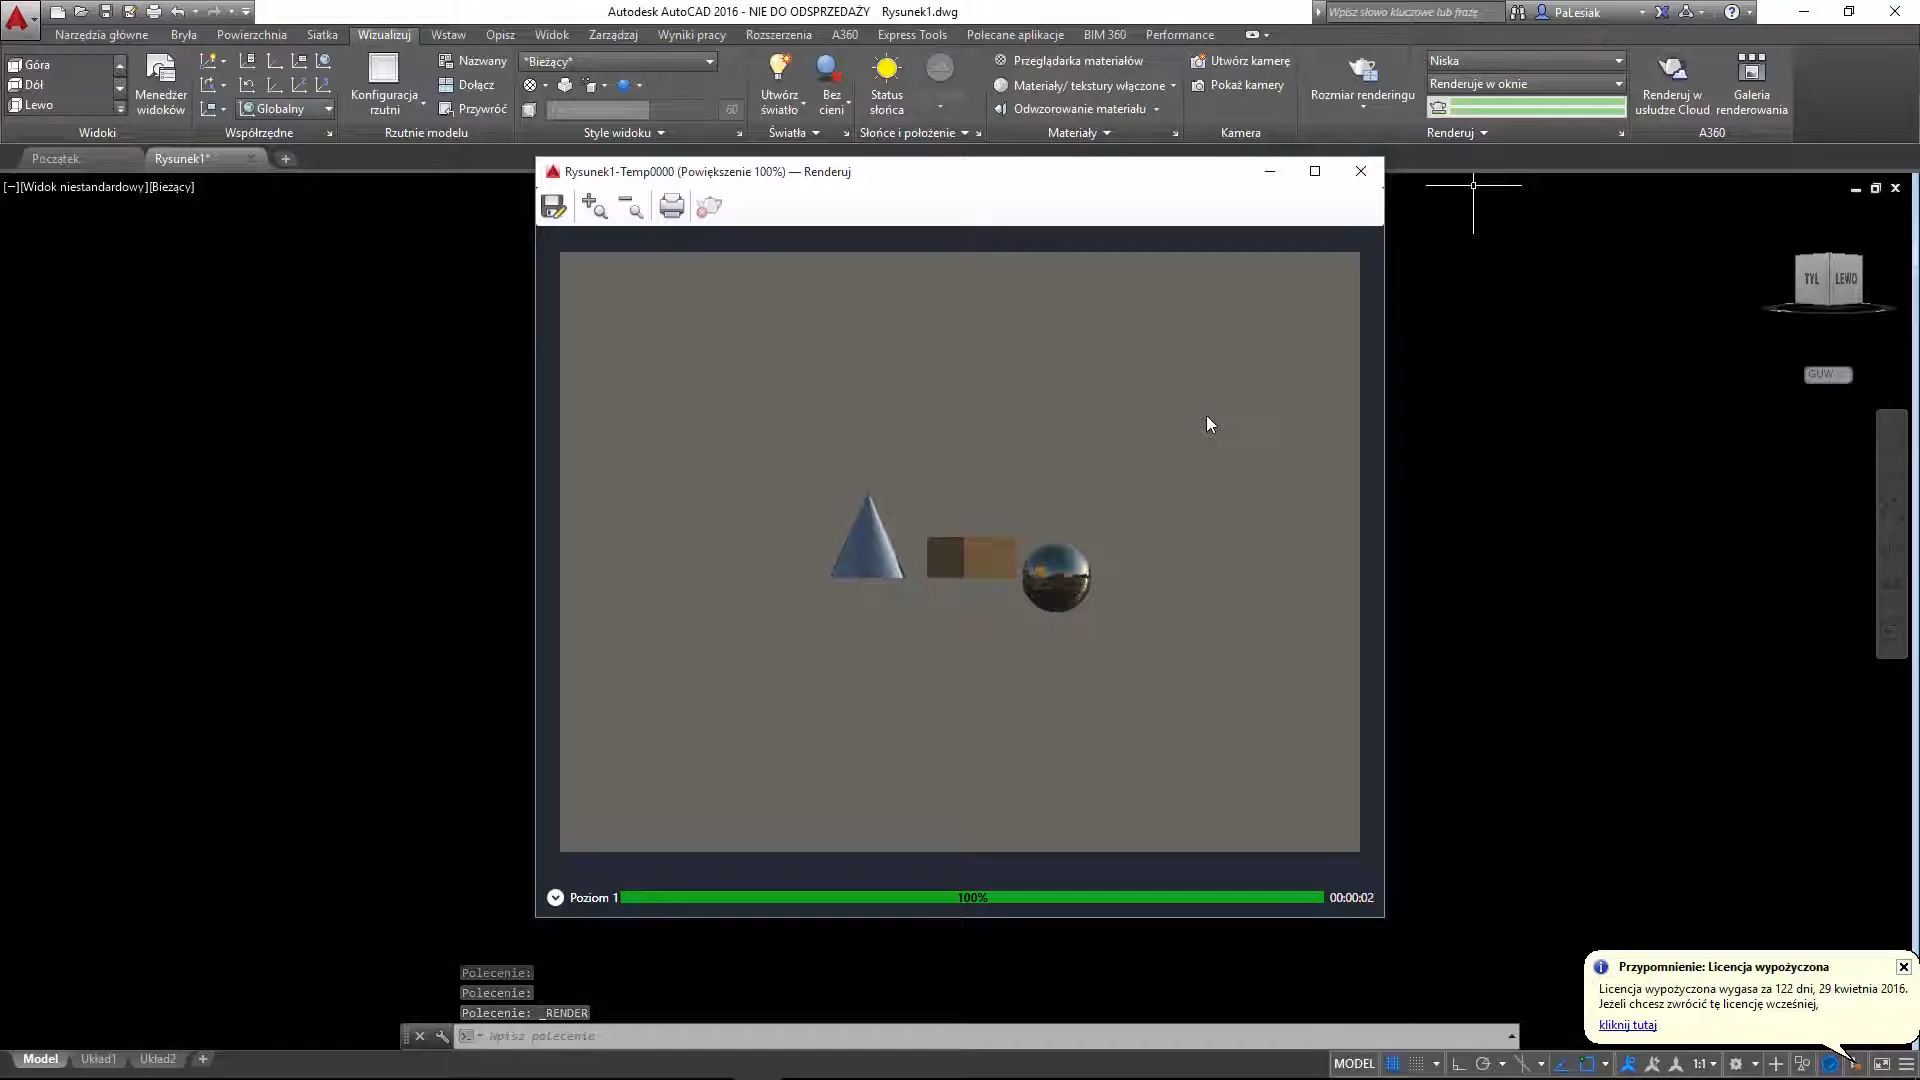 Autodesk AutoCAD 2016 - NIE DO ODSPRZEDAŻY Rysunek1.dwg
Wpisz słowo kluczowe lub frazę
PaLesiak
Narzędzia główne Bryła Powierzchnia Siatka Wizualizuj Wstaw Opisz Widok Zarządzaj Wyniki pracy Rozszerzenia A360 Express Tools Polecane aplikacje BIM 360 Performance
Góra
Dół
Lewo
Menedżer
widoków
Widoki
Globalny
Współrzędne
Konfiguracja
rzutni
Nazwany
Dołącz
Przywróć
Rzutnie modelu
*Bieżący*
60
Style widoku
Utwórz
światło
Bez
cieni
Światła
Status
słońca
Słońce i położenie
Przeglądarka materiałów
Materiały/ tekstury włączone
Odwzorowanie materiału
Materiały
Utwórz kamerę
Pokaż kamerę
Kamera
Rozmiar renderingu
Niska
Renderuje w oknie
Renderuj
Renderuj w
usłudze Cloud
Galeria
renderowania
A360
Początek
Rysunek1*
[−][Widok niestandardowy][Bieżący]
Rysunek1-Temp0000 (Powiększenie 100%) — Renderuj
TYL LEWO
GUW
Poziom 1
100%
00:00:02
Polecenie:
Polecenie:
Polecenie: _RENDER
Wpisz polecenie
Przypomnienie: Licencja wypożyczona
Licencja wypożyczona wygasa za 122 dni, 29 kwietnia 2016.
Jeżeli chcesz zwrócić tę licencję wcześniej,
kliknij tutaj
Model Układ1 Układ2
MODEL
1:1